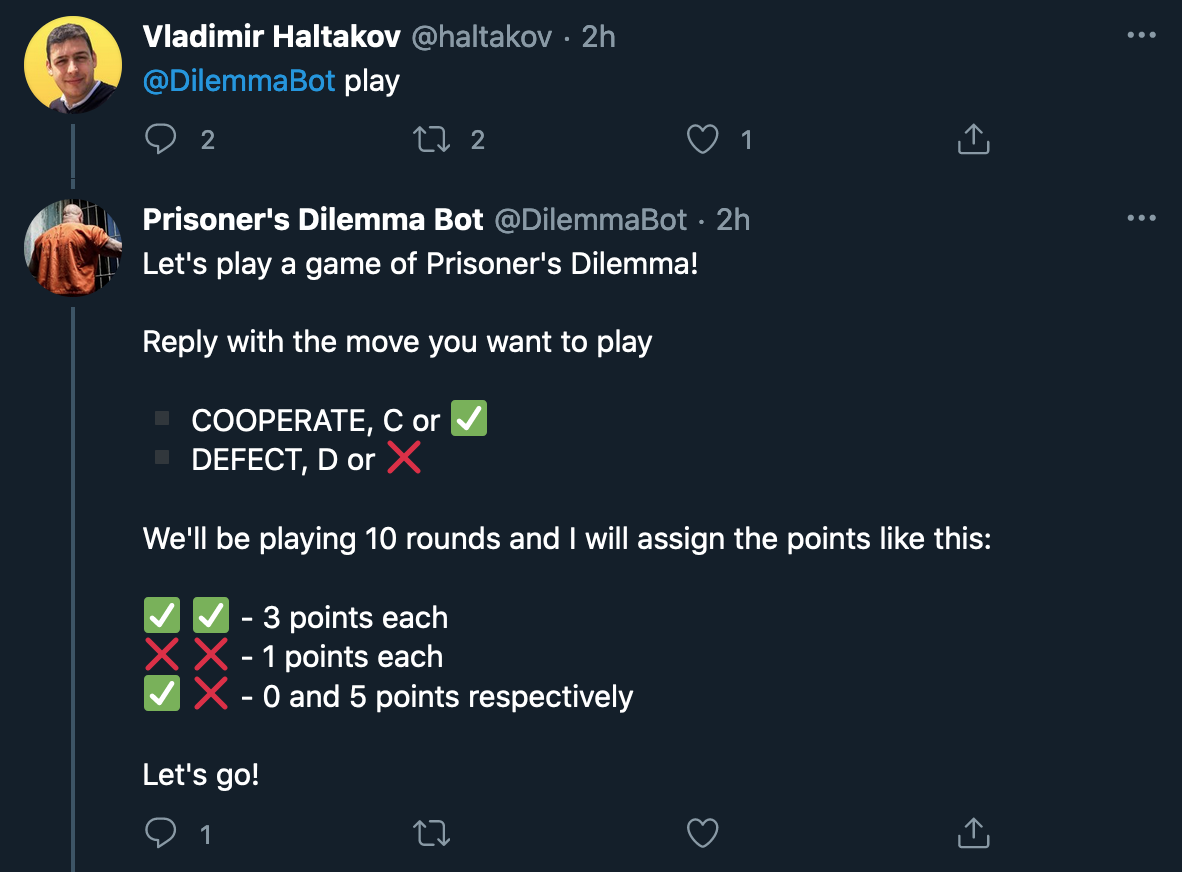 Vladimir Haltakov @haltakov · 2h
@DilemmaBot play
2 2 1
Prisoner's Dilemma Bot @DilemmaBot · 2h
Let's play a game of Prisoner's Dilemma!
Reply with the move you want to play
▪ COOPERATE, C or ✅
▪ DEFECT, D or ❌
We'll be playing 10 rounds and I will assign the points like this:
✅ ✅ - 3 points each
❌ ❌ - 1 points each
✅ ❌ - 0 and 5 points respectively
Let's go!
1